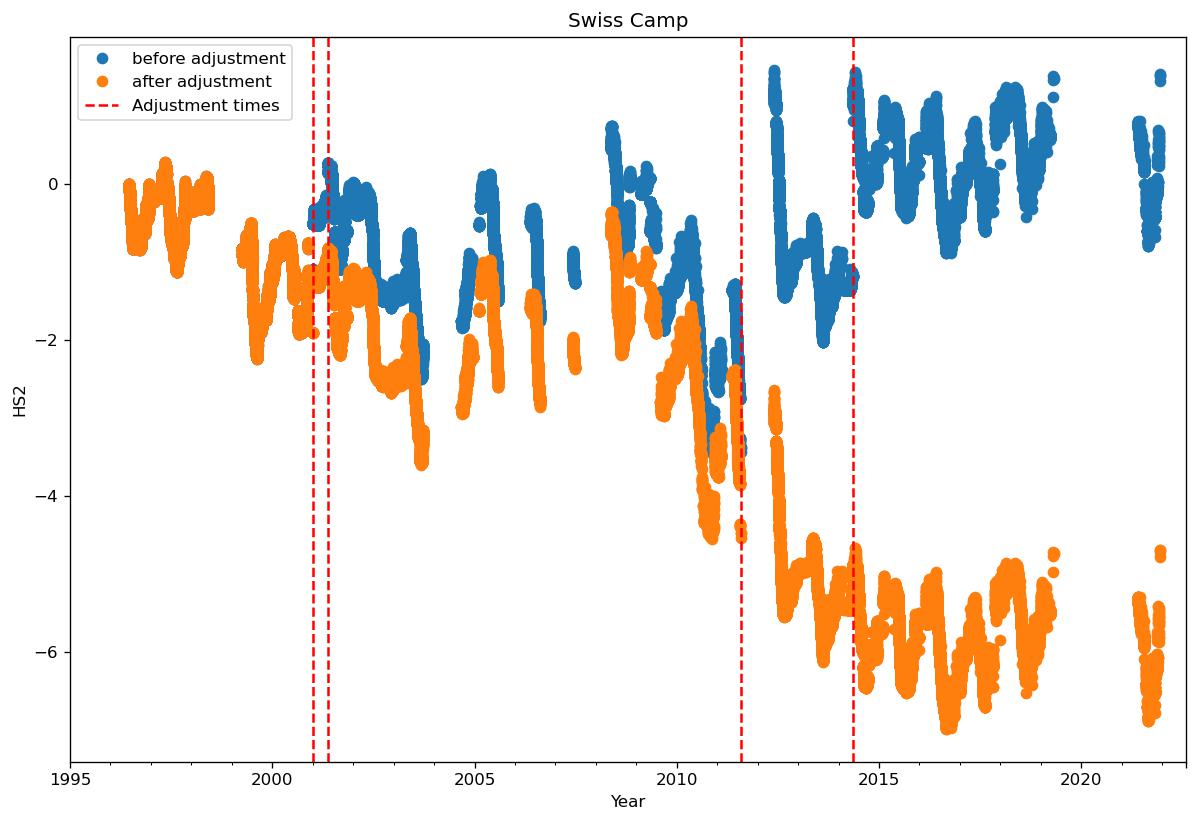 Swiss Camp
before adjustment
after adjustment
Adjustment times
HS2
0
−2
−4
−6
1995 2000 2005 2010 2015 2020
Year